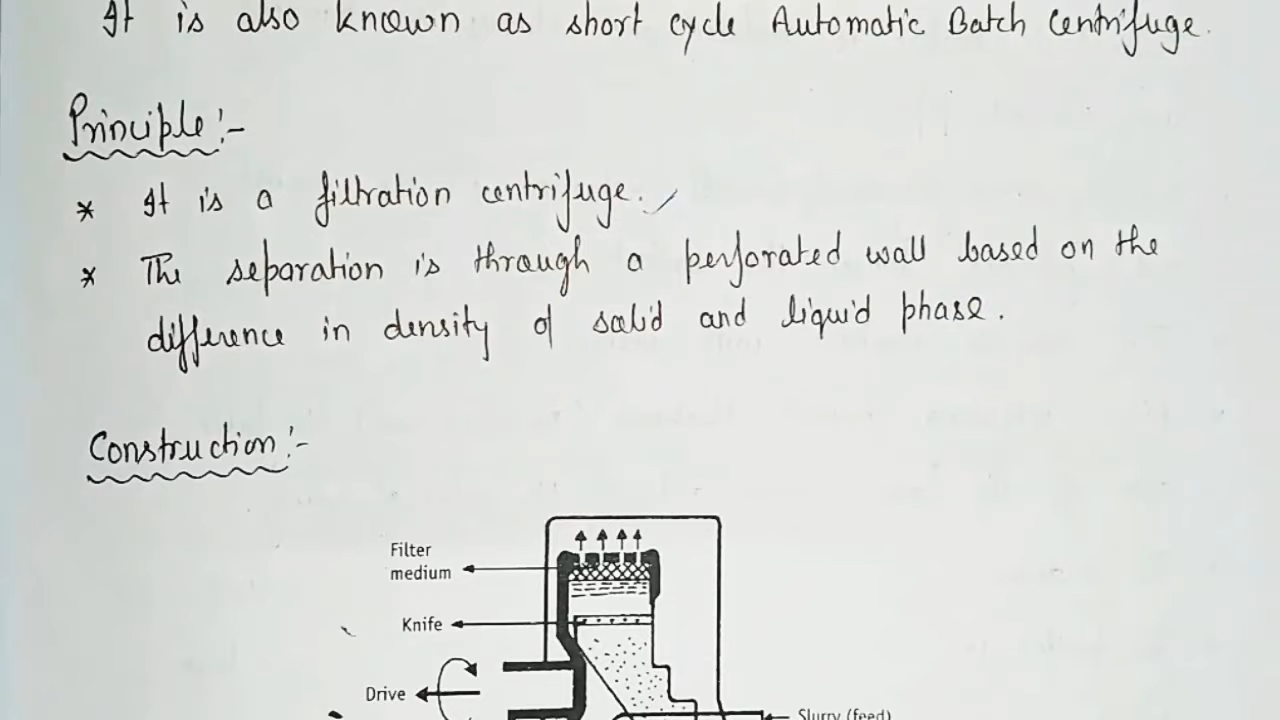 It is also known as short cycle Automatic Batch Centrifuge.
Principle:-
* It is a filtration centrifuge.
* The separation is through a perforated wall based on the
difference in density of solid and liquid phase.
Construction:-
Filter
medium
Knife
Drive
Slurry (feed)